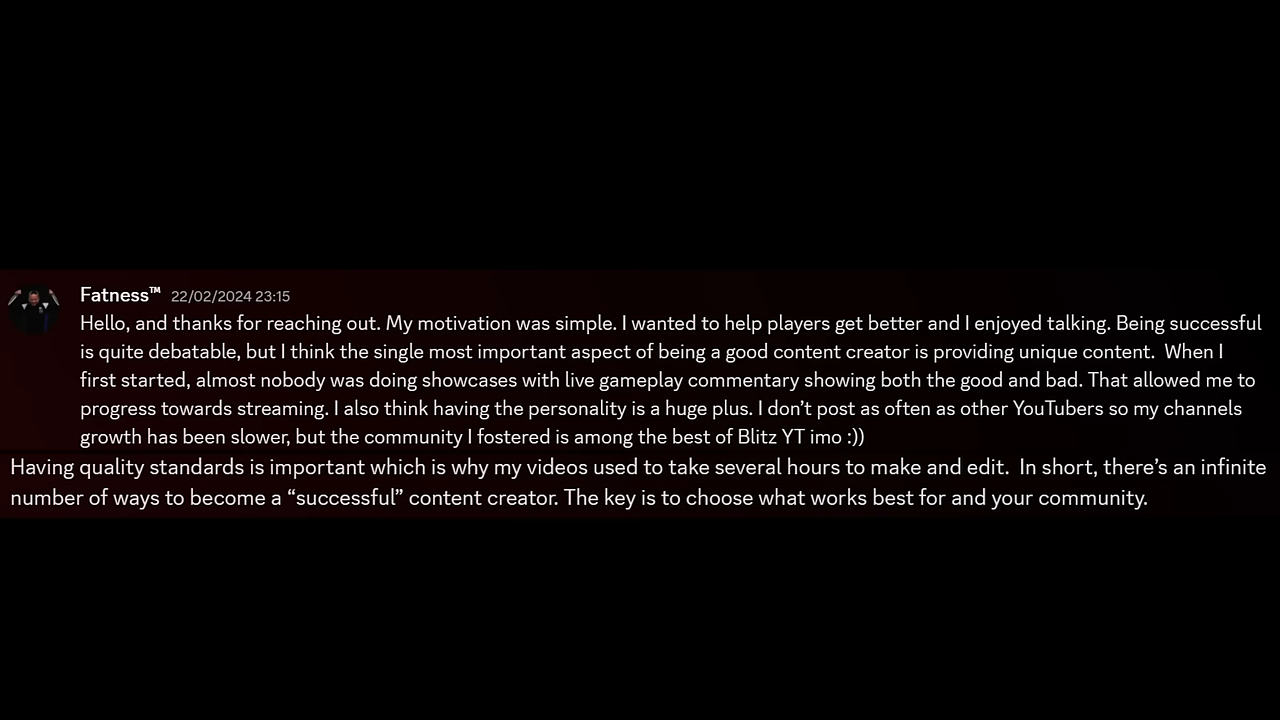 Fatness™ 22/02/2024 23:15
Hello, and thanks for reaching out. My motivation was simple. I wanted to help players get better and I enjoyed talking. Being successful
is quite debatable, but I think the single most important aspect of being a good content creator is providing unique content.  When I
first started, almost nobody was doing showcases with live gameplay commentary showing both the good and bad. That allowed me to
progress towards streaming. I also think having the personality is a huge plus. I don’t post as often as other YouTubers so my channels
growth has been slower, but the community I fostered is among the best of Blitz YT imo :))
Having quality standards is important which is why my videos used to take several hours to make and edit.  In short, there’s an infinite
number of ways to become a “successful” content creator. The key is to choose what works best for and your community.